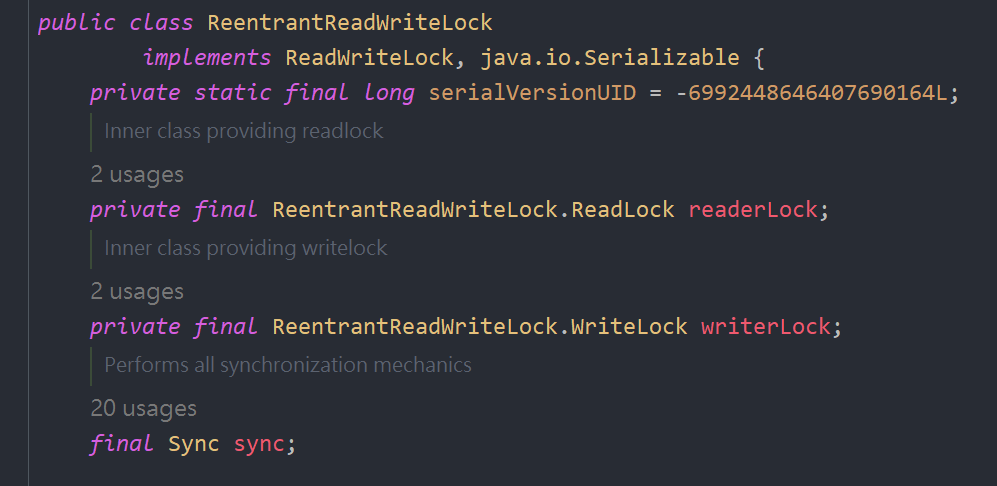 public class ReentrantReadWriteLock
implements ReadWriteLock, java.io.Serializable {
private static final long serialVersionUID = -6992448646407690164L;
Inner class providing readlock
2 usages
private final ReentrantReadWriteLock.ReadLock readerLock;
Inner class providing writelock
2 usages
private final ReentrantReadWriteLock.WriteLock writerLock;
Performs all synchronization mechanics
20 usages
final Sync sync;